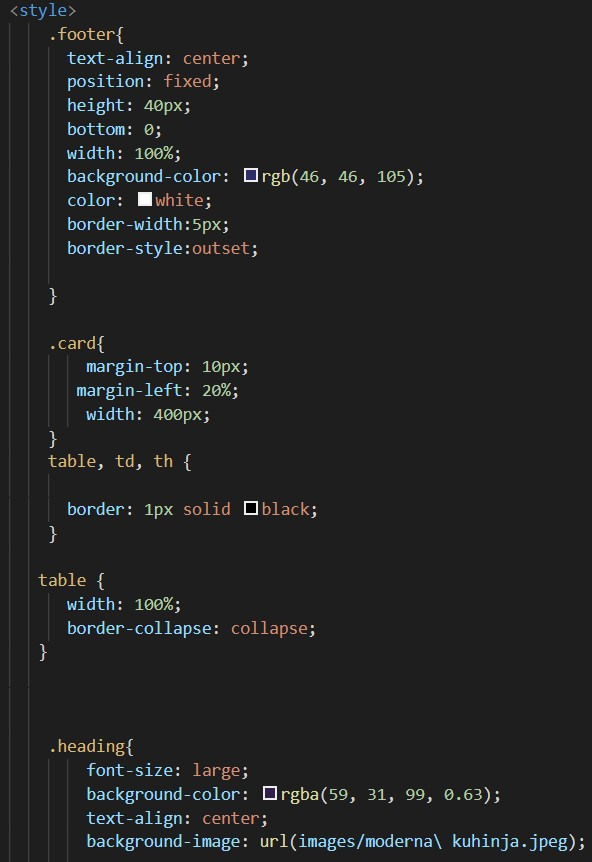 <style>
.footer{
text-align: center;
position: fixed;
height: 40px;
bottom: 0;
width: 100%;
background-color: rgb(46, 46, 105);
color: white;
border-width:5px;
border-style:outset;
}
.card{
margin-top: 10px;
margin-left: 20%;
width: 400px;
}
table, td, th {
border: 1px solid black;
}
table {
width: 100%;
border-collapse: collapse;
}
.heading{
font-size: large;
background-color: rgba(59, 31, 99, 0.63);
text-align: center;
background-image: url(images/moderna\ kuhinja.jpeg);